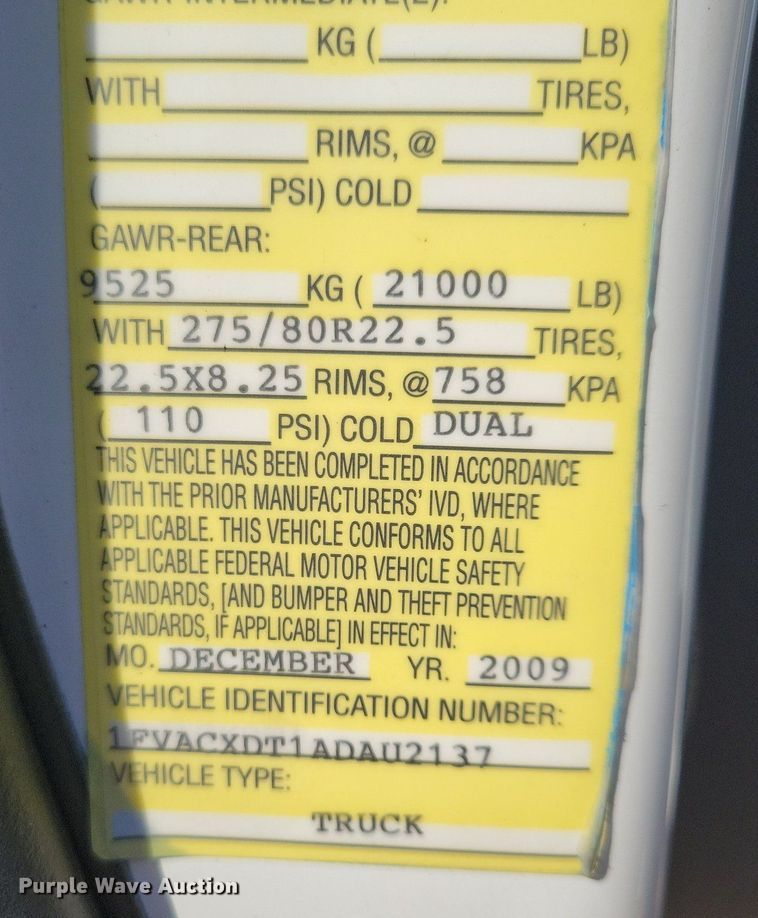 GAWR-INTERMEDIATE(2):
KG ( LB)
WITH TIRES,
RIMS, @ KPA
( PSI) COLD
GAWR-REAR:
9525 KG ( 21000 LB)
WITH 275/80R22.5 TIRES,
22.5X8.25 RIMS, @ 758 KPA
( 110 PSI) COLD DUAL
THIS VEHICLE HAS BEEN COMPLETED IN ACCORDANCE
WITH THE PRIOR MANUFACTURERS' IVD, WHERE
APPLICABLE. THIS VEHICLE CONFORMS TO ALL
APPLICABLE FEDERAL MOTOR VEHICLE SAFETY
STANDARDS, [AND BUMPER AND THEFT PREVENTION
STANDARDS, IF APPLICABLE] IN EFFECT IN:
MO. DECEMBER YR. 2009
VEHICLE IDENTIFICATION NUMBER:
1FVACXDT1ADAU2137
VEHICLE TYPE:
TRUCK
Purple Wave Auction